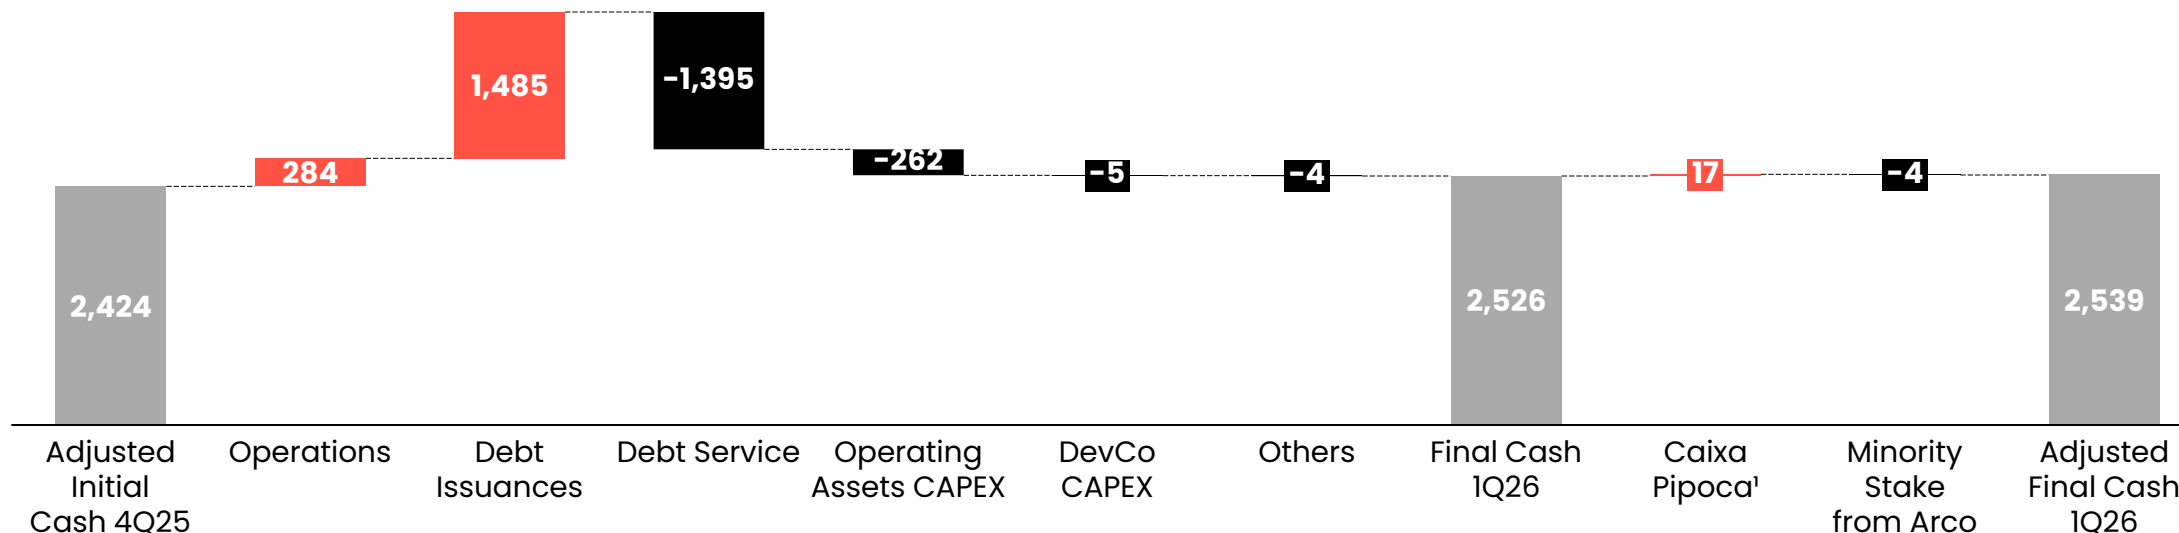 1,485
-1,395
284
-262
-5
-4
17
-4
2,424
2,526
2,539
Adjusted
Initial
Cash 4Q25
Operations
Debt
Issuances
Debt Service
Operating
Assets CAPEX
DevCo
CAPEX
Others
Final Cash
1Q26
Caixa
Pipoca¹
Minority
Stake
from Arco
Adjusted
Final Cash
1Q26